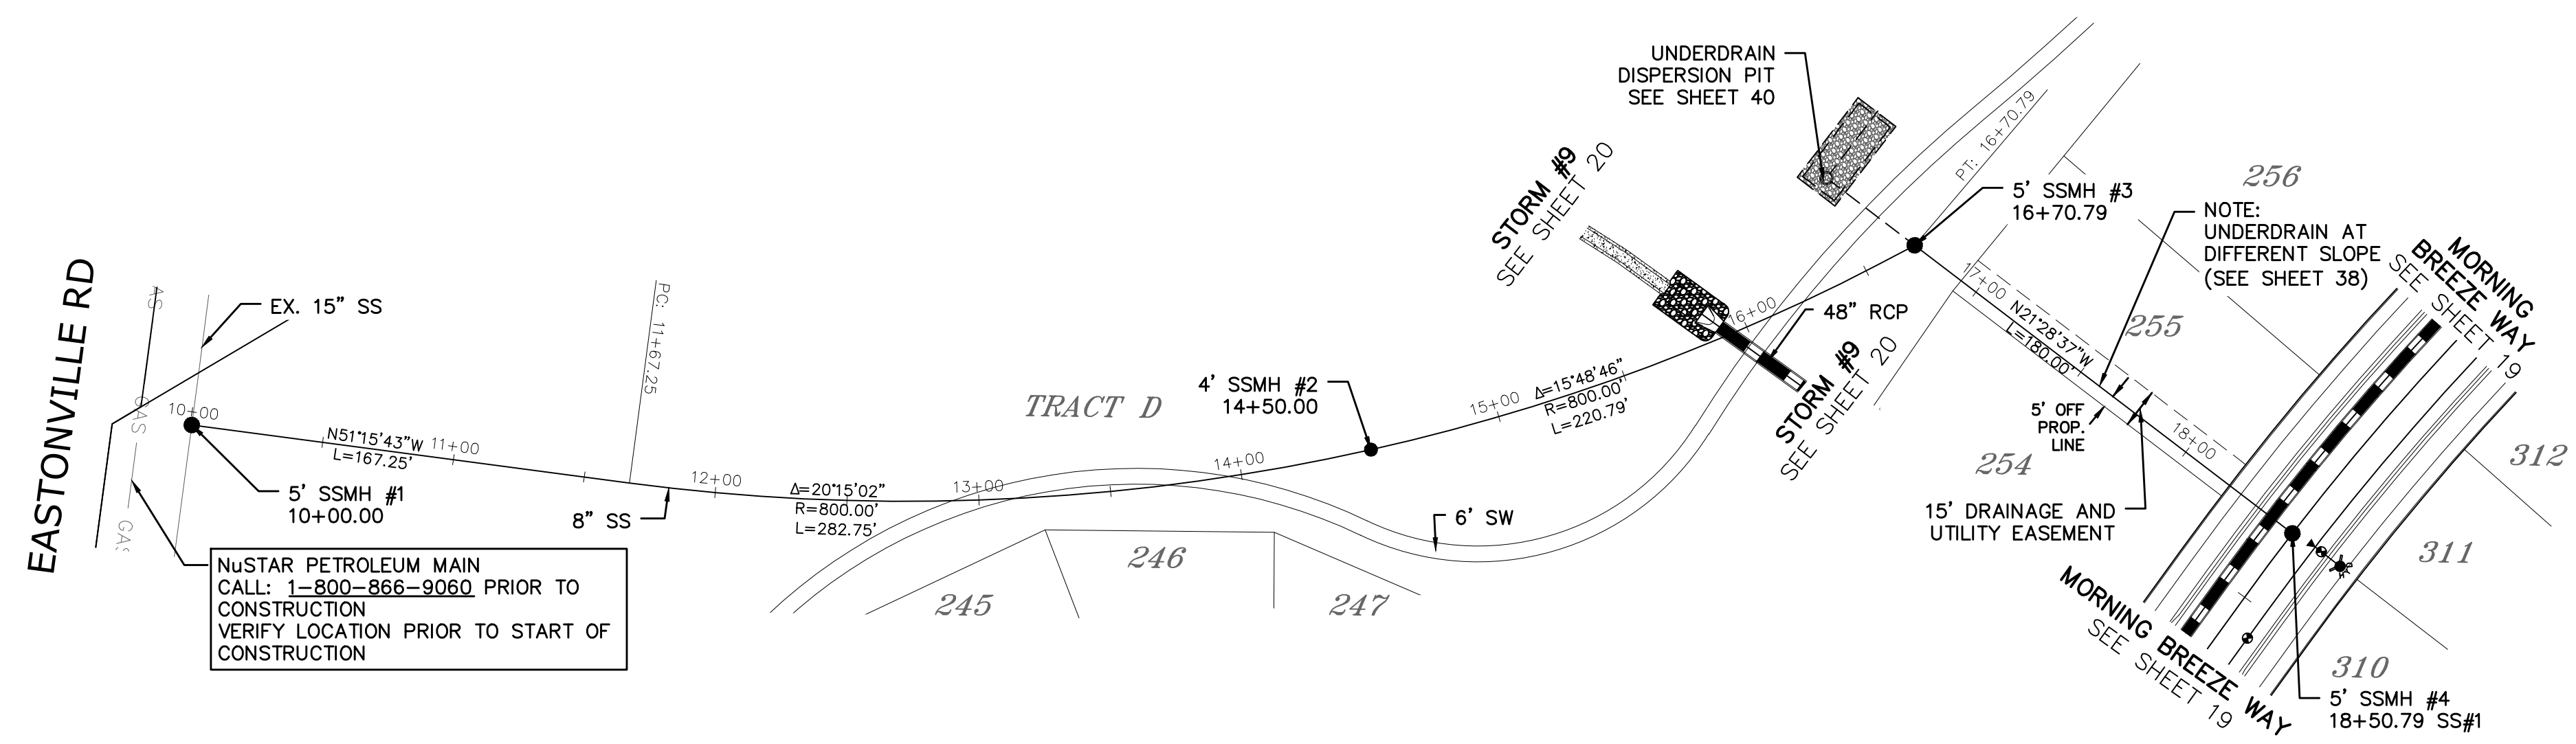 EASTONVILLE RD
AS
GAS
GAS
EX. 15" SS
10+00
N51°15'43"W
L=167.25'
11+00
5' SSMH #1
10+00.00
NuSTAR PETROLEUM MAIN
CALL: 1-800-866-9060 PRIOR TO
CONSTRUCTION
VERIFY LOCATION PRIOR TO START OF
CONSTRUCTION
PC: 11+67.25
8" SS
12+00
Δ=20°15'02"
R=800.00'
L=282.75'
13+00
TRACT D
245
246
247
14+00
4' SSMH #2
14+50.00
6' SW
15+00
Δ=15°48'46"
R=800.00'
L=220.79'
STORM #9
SEE SHEET 20
UNDERDRAIN
DISPERSION PIT
SEE SHEET 40
16+00
48" RCP
STORM #9
SEE SHEET 20
PT: 16+70.79
5' SSMH #3
16+70.79
17+00
N21°28'37"W
L=180.00'
NOTE:
UNDERDRAIN AT
DIFFERENT SLOPE
(SEE SHEET 38)
256
255
254
5' OFF
PROP.
LINE
18+00
15' DRAINAGE AND
UTILITY EASEMENT
MORNING
BREEZE WAY
SEE SHEET 19
312
311
310
MORNING BREEZE WAY
SEE SHEET 19
5' SSMH #4
18+50.79 SS#1